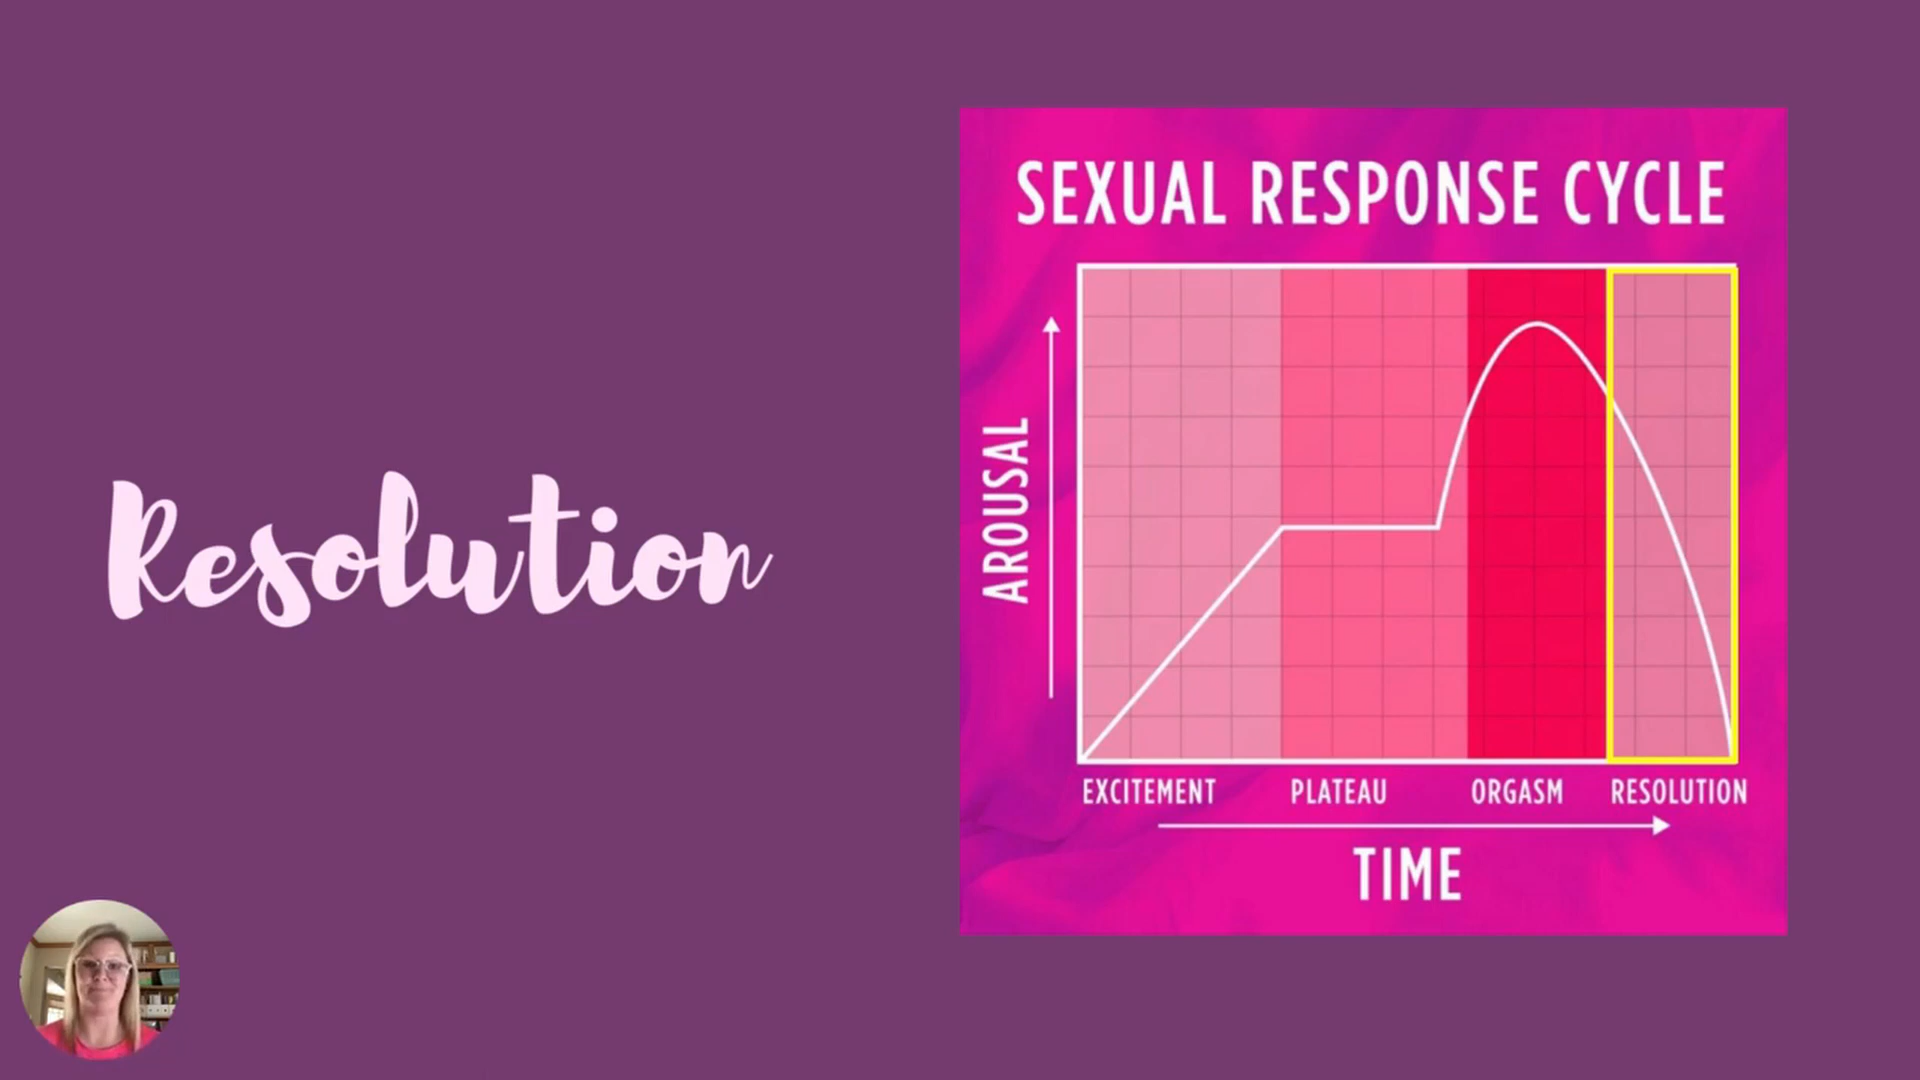 Resolution
SEXUAL RESPONSE CYCLE
AROUSAL
EXCITEMENT PLATEAU ORGASM RESOLUTION
TIME